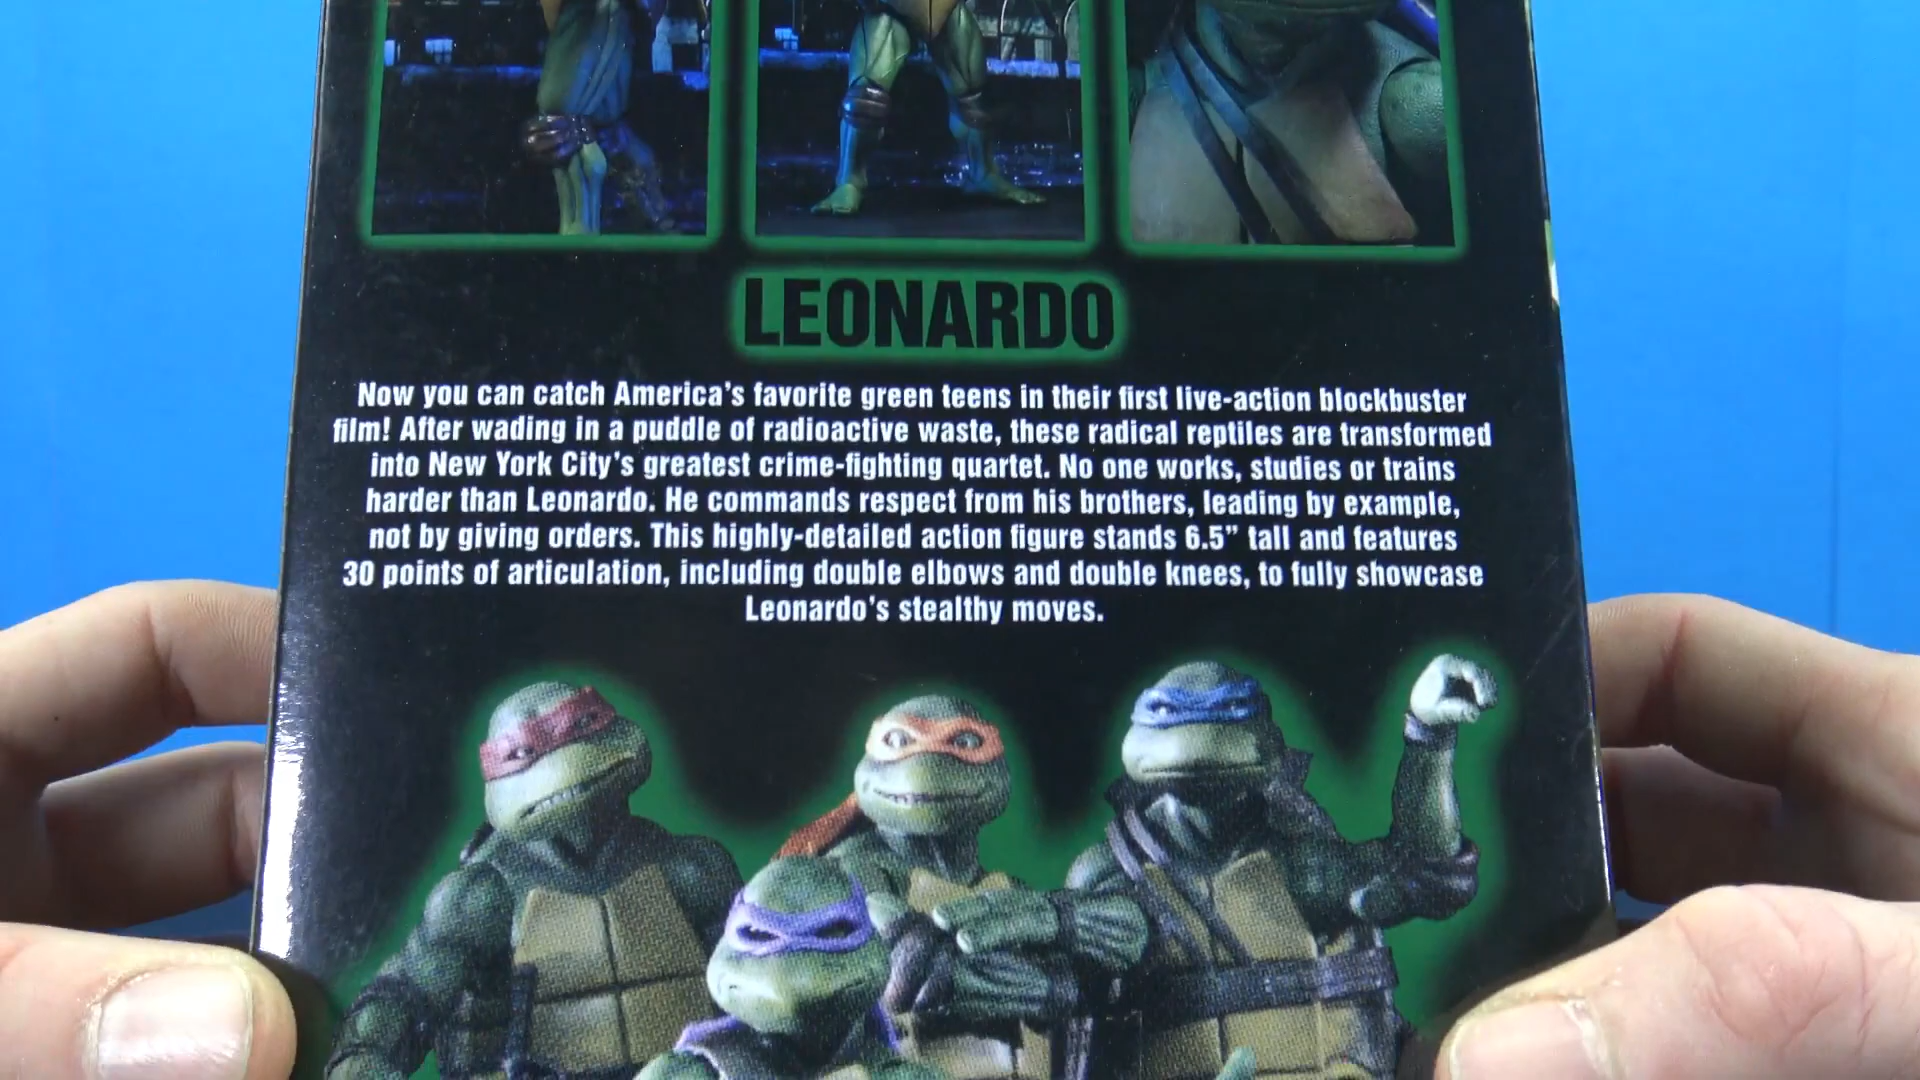 LEONARDO
Now you can catch America's favorite green teens in their first live-action blockbuster
film! After wading in a puddle of radioactive waste, these radical reptiles are transformed
into New York City's greatest crime-fighting quartet. No one works, studies or trains
harder than Leonardo. He commands respect from his brothers, leading by example,
not by giving orders. This highly-detailed action figure stands 6.5” tall and features
30 points of articulation, including double elbows and double knees, to fully showcase
Leonardo's stealthy moves.